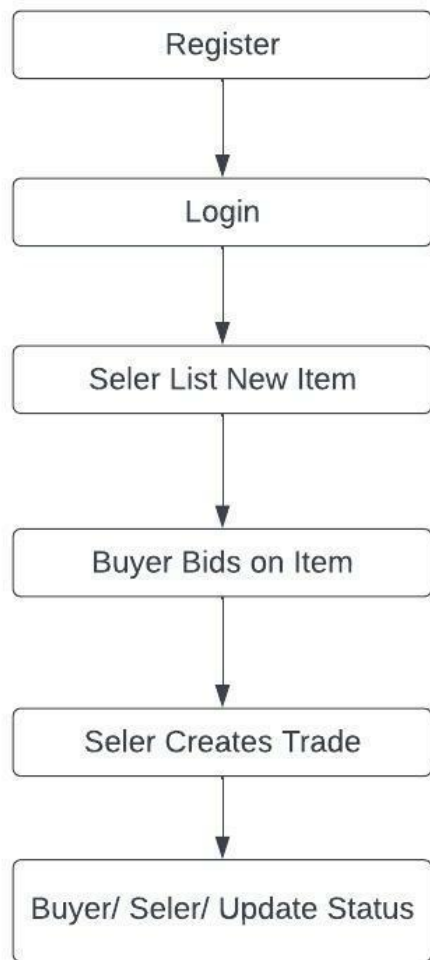 Register
Login
Seler List New Item
Buyer Bids on Item
Seler Creates Trade
Buyer/ Seler/ Update Status